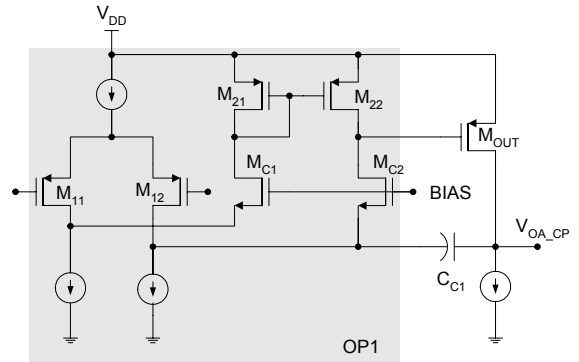 V_DD
M_21
M_22
M_OUT
M_C1
M_C2
M_11
M_12
BIAS
V_OA_CP
C_C1
OP1